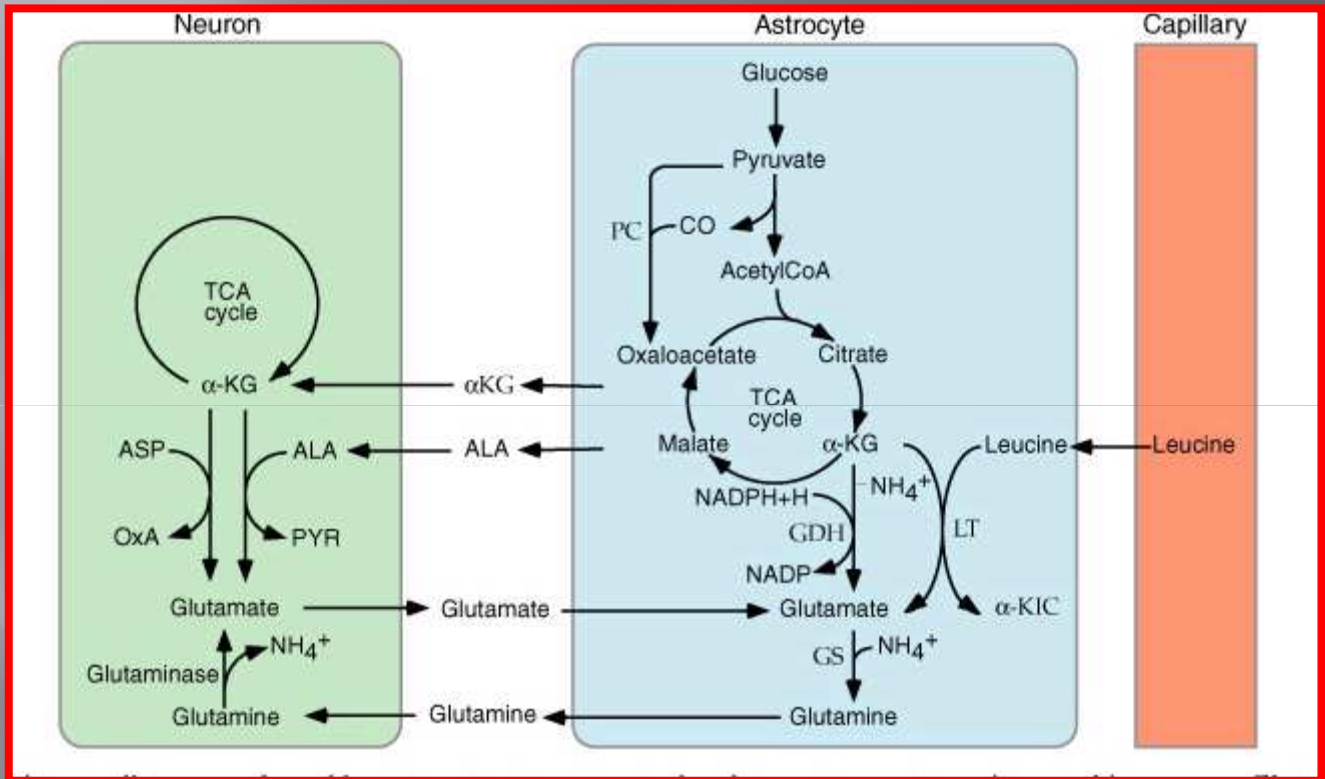 Neuron
Astrocyte
Capillary
Glucose
Pyruvate
PC
CO
AcetylCoA
TCA
cycle
Oxaloacetate
Citrate
α-KG
αKG
TCA
cycle
ASP
ALA
ALA
Malate
α-KG
Leucine
Leucine
NADPH+H
NH₄⁺
OxA
PYR
GDH
LT
NADP
Glutamate
Glutamate
Glutamate
α-KIC
NH₄⁺
GS
NH₄⁺
Glutaminase
Glutamine
Glutamine
Glutamine